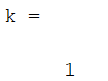 k =
1